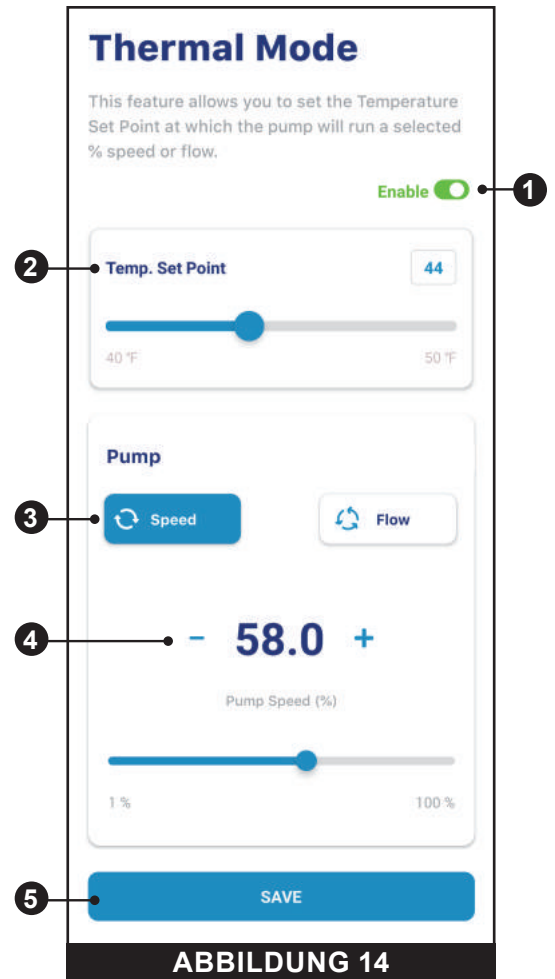 Thermal Mode
This feature allows you to set the Temperature
Set Point at which the pump will run a selected
% speed or flow.
Enable
1
2
Temp. Set Point 44
40 °F 50 °F
Pump
3
Speed Flow
4
- 58.0 +
Pump Speed (%)
1 % 100 %
5
SAVE
ABBILDUNG 14